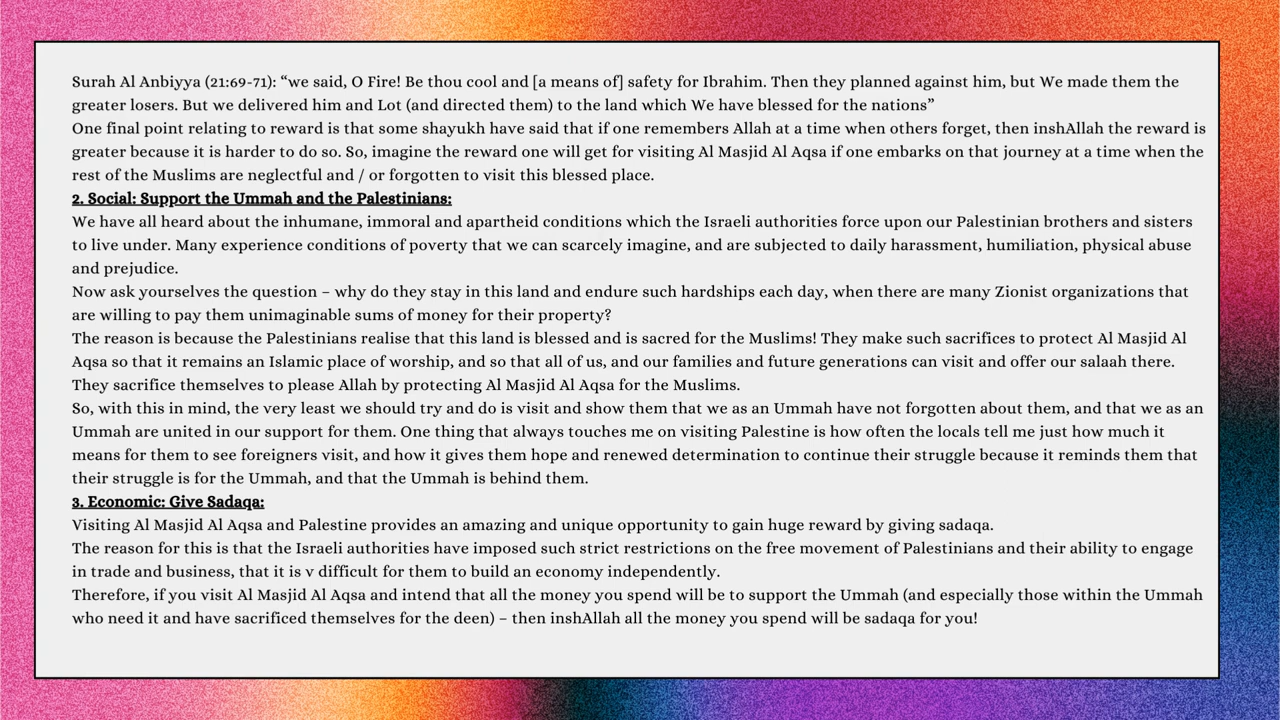 Surah Al Anbiyya (21:69-71): “we said, O Fire! Be thou cool and [a means of] safety for Ibrahim. Then they planned against him, but We made them the
greater losers. But we delivered him and Lot (and directed them) to the land which We have blessed for the nations”
One final point relating to reward is that some shayukh have said that if one remembers Allah at a time when others forget, then inshAllah the reward is
greater because it is harder to do so. So, imagine the reward one will get for visiting Al Masjid Al Aqsa if one embarks on that journey at a time when the
rest of the Muslims are neglectful and / or forgotten to visit this blessed place.
2. Social: Support the Ummah and the Palestinians:
We have all heard about the inhumane, immoral and apartheid conditions which the Israeli authorities force upon our Palestinian brothers and sisters
to live under. Many experience conditions of poverty that we can scarcely imagine, and are subjected to daily harassment, humiliation, physical abuse
and prejudice.
Now ask yourselves the question – why do they stay in this land and endure such hardships each day, when there are many Zionist organizations that
are willing to pay them unimaginable sums of money for their property?
The reason is because the Palestinians realise that this land is blessed and is sacred for the Muslims! They make such sacrifices to protect Al Masjid Al
Aqsa so that it remains an Islamic place of worship, and so that all of us, and our families and future generations can visit and offer our salaah there.
They sacrifice themselves to please Allah by protecting Al Masjid Al Aqsa for the Muslims.
So, with this in mind, the very least we should try and do is visit and show them that we as an Ummah have not forgotten about them, and that we as an
Ummah are united in our support for them. One thing that always touches me on visiting Palestine is how often the locals tell me just how much it
means for them to see foreigners visit, and how it gives them hope and renewed determination to continue their struggle because it reminds them that
their struggle is for the Ummah, and that the Ummah is behind them.
3. Economic: Give Sadaqa:
Visiting Al Masjid Al Aqsa and Palestine provides an amazing and unique opportunity to gain huge reward by giving sadaqa.
The reason for this is that the Israeli authorities have imposed such strict restrictions on the free movement of Palestinians and their ability to engage
in trade and business, that it is v difficult for them to build an economy independently.
Therefore, if you visit Al Masjid Al Aqsa and intend that all the money you spend will be to support the Ummah (and especially those within the Ummah
who need it and have sacrificed themselves for the deen) – then inshAllah all the money you spend will be sadaqa for you!